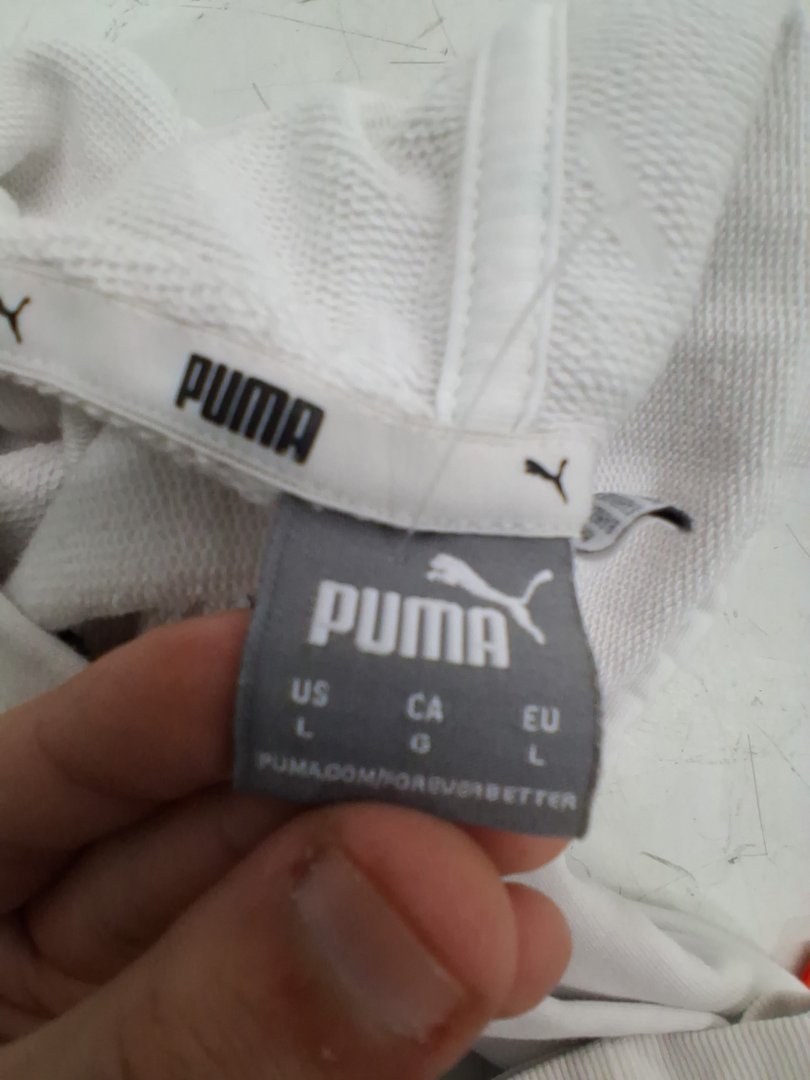 PUMA
PUMA
US CA EU
L G L
PUMA.COM/FOREVERBETTER